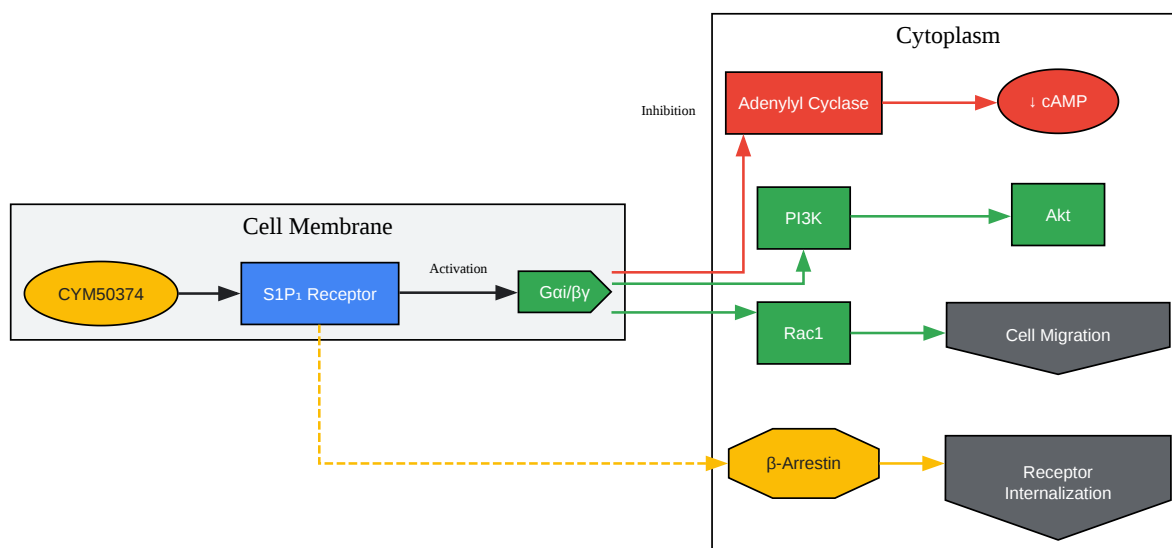 Cytoplasm
Adenylyl Cyclase
↓ cAMP
Inhibition
PI3K
Akt
Cell Membrane
CYM50374
S1P₁ Receptor
Activation
Gαi/βγ
Rac1
Cell Migration
β-Arrestin
Receptor
Internalization